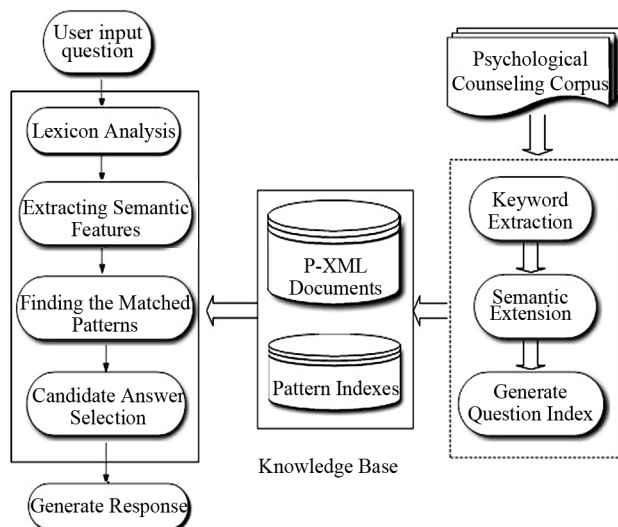 User input
question
Lexicon Analysis
Extracting Semantic
Features
Finding the Matched
Patterns
Candidate Answer
Selection
Generate Response
P-XML
Documents
Pattern Indexes
Knowledge Base
Psychological
Counseling Corpus
Keyword
Extraction
Semantic
Extension
Generate
Question Index